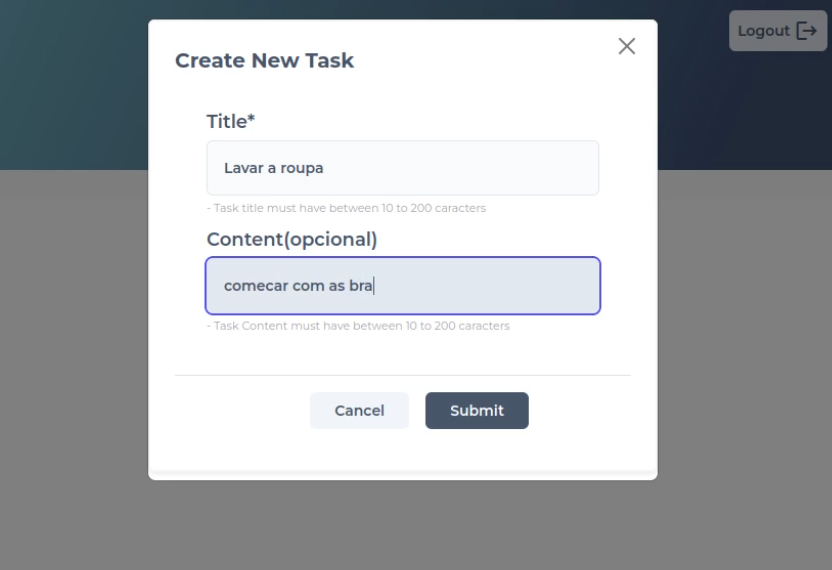 Logout
Create New Task
Title*
Lavar a roupa
- Task title must have between 10 to 200 caracters
Content(opcional)
comecar com as bra
- Task Content must have between 10 to 200 caracters
Cancel
Submit